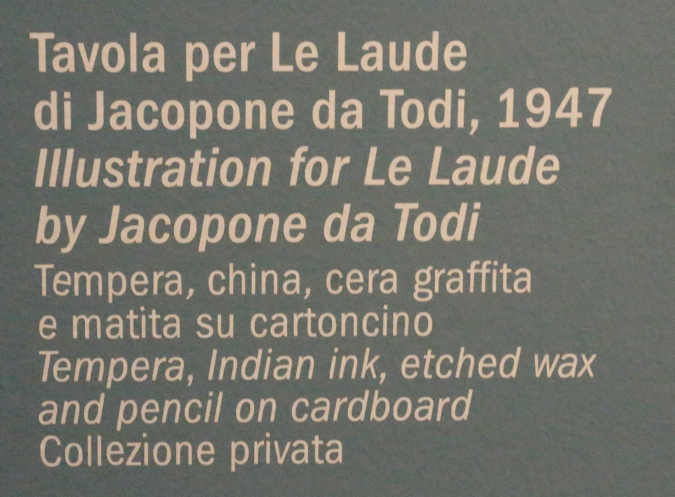 Tavola per Le Laude
di Jacopone da Todi, 1947
Illustration for Le Laude
by Jacopone da Todi
Tempera, china, cera graffita
e matita su cartoncino
Tempera, Indian ink, etched wax
and pencil on cardboard
Collezione privata